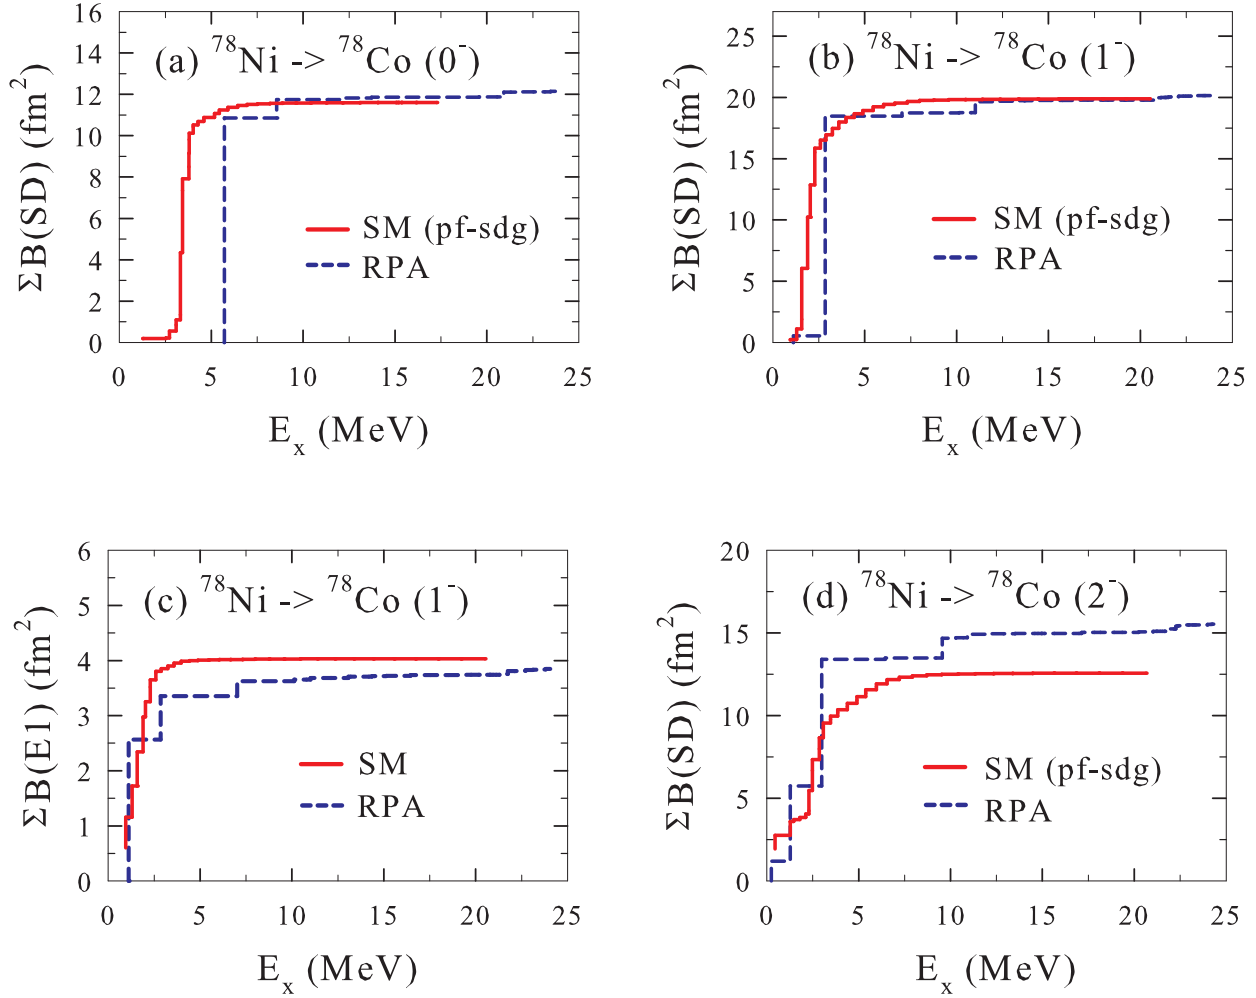 (a) ⁷⁸Ni -> ⁷⁸Co (0⁻)
ΣB(SD) (fm²)
16
14
12
10
8
6
4
2
0
SM (pf-sdg)
RPA
0 5 10 15 20 25
E_x (MeV)
(b) ⁷⁸Ni -> ⁷⁸Co (1⁻)
ΣB(SD) (fm²)
25
20
15
10
5
0
SM (pf-sdg)
RPA
0 5 10 15 20 25
E_x (MeV)
(c) ⁷⁸Ni -> ⁷⁸Co (1⁻)
ΣB(E1) (fm²)
6
5
4
3
2
1
0
SM
RPA
0 5 10 15 20 25
E_x (MeV)
(d) ⁷⁸Ni -> ⁷⁸Co (2⁻)
ΣB(SD) (fm²)
20
15
10
5
0
SM (pf-sdg)
RPA
0 5 10 15 20 25
E_x (MeV)